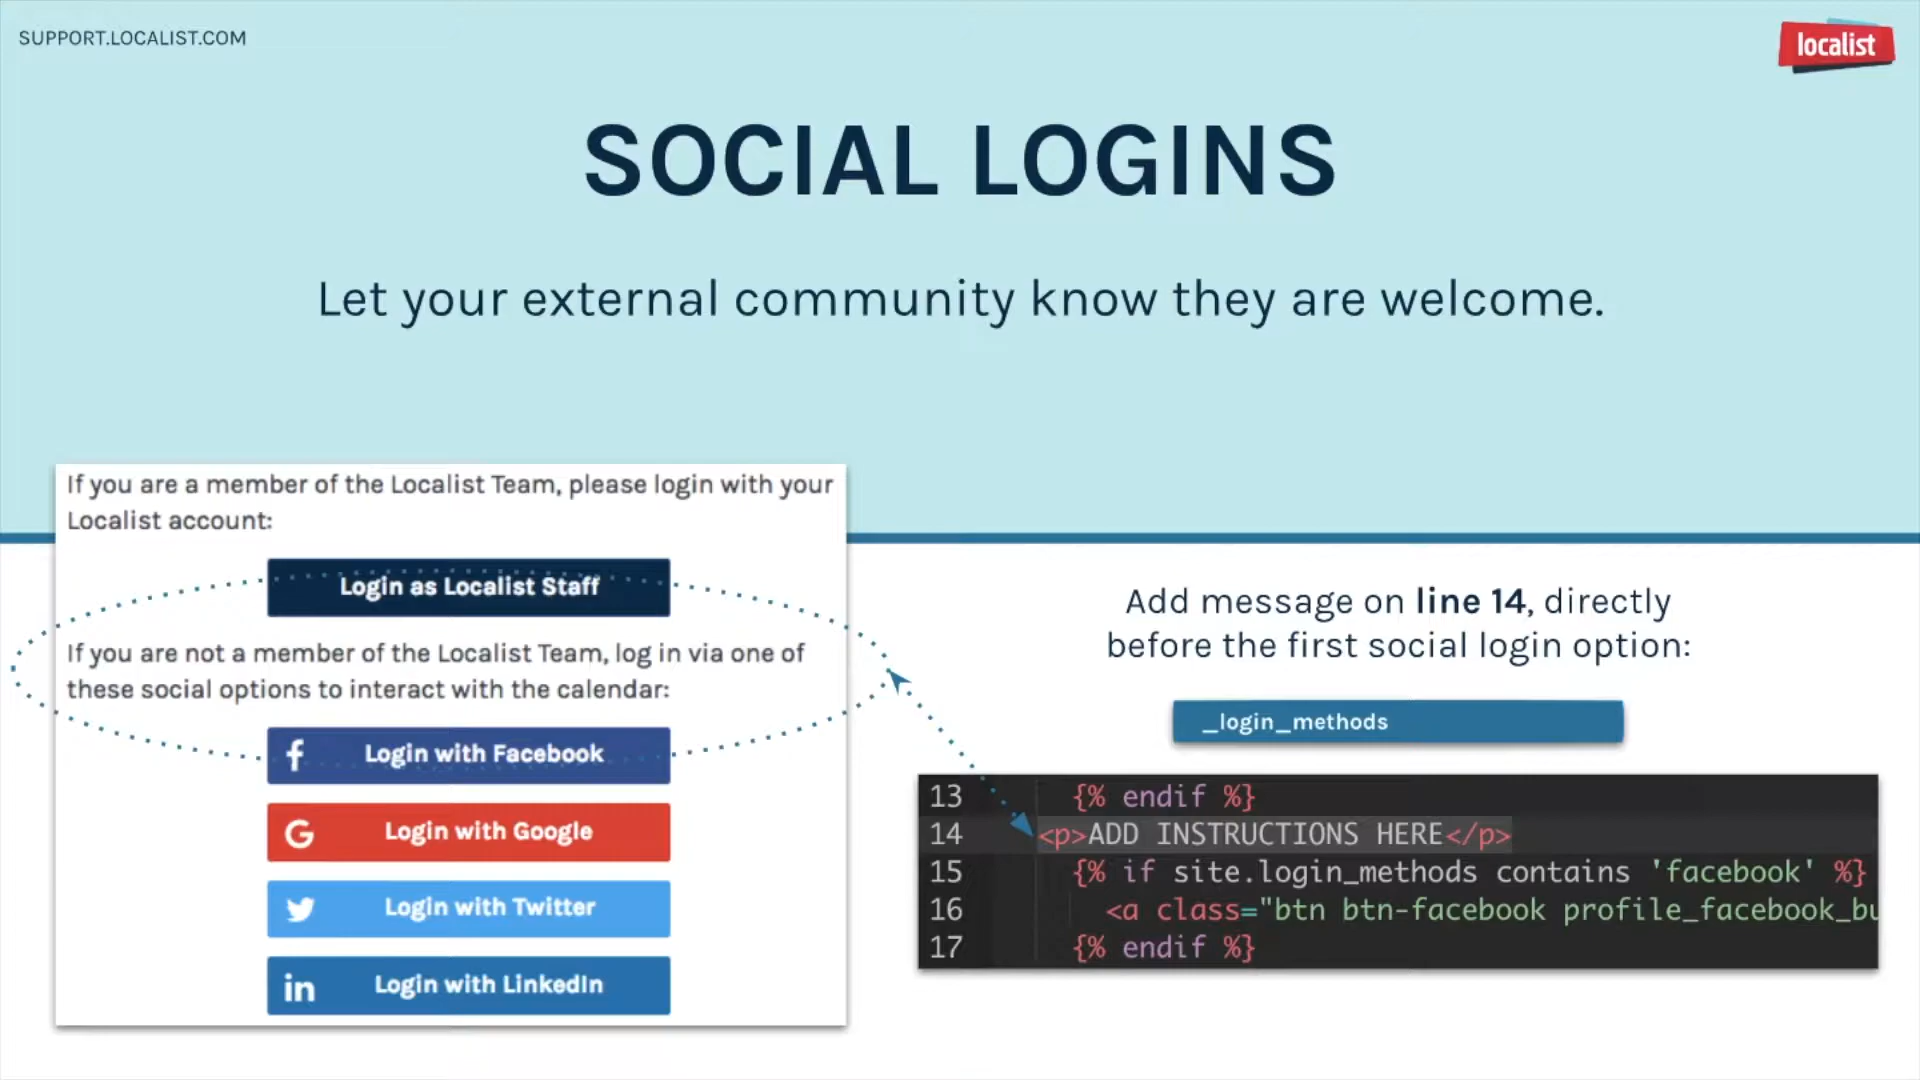 SUPPORT.LOCALIST.COM
localist
SOCIAL LOGINS
Let your external community know they are welcome.
If you are a member of the Localist Team, please login with your
Localist account:
Login as Localist Staff
If you are not a member of the Localist Team, log in via one of
these social options to interact with the calendar:
Login with Facebook
Login with Google
Login with Twitter
Login with LinkedIn
Add message on line 14, directly
before the first social login option:
_login_methods
13 {% endif %}
14 <p>ADD INSTRUCTIONS HERE</p>
15 {% if site.login_methods contains 'facebook' %}
16 <a class="btn btn-facebook profile_facebook_bu
17 {% endif %}